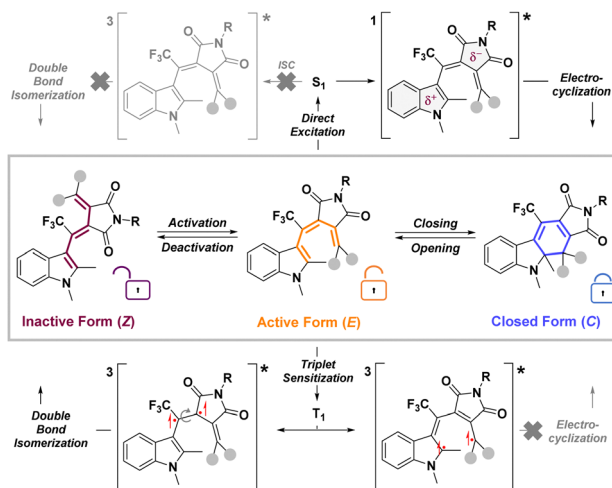 3
*
1
*
Double
Bond
Isomerization
F₃C
O
N-R
O
N
ISC
S₁
F₃C
O
N-R
δ⁻
O
δ⁺
N
Electro-
cyclization
Direct
Excitation
O
F₃C
N-R
O
N
Activation
Deactivation
F₃C
O
N-R
O
N
Closing
Opening
F₃C
O
N-R
O
N
Inactive Form (Z)
Active Form (E)
Closed Form (C)
Triplet
Sensitization
T₁
3
*
3
*
Double Bond
Isomerization
F₃C
O
N-R
O
N
F₃C
O
N-R
O
N
Electro-
cyclization